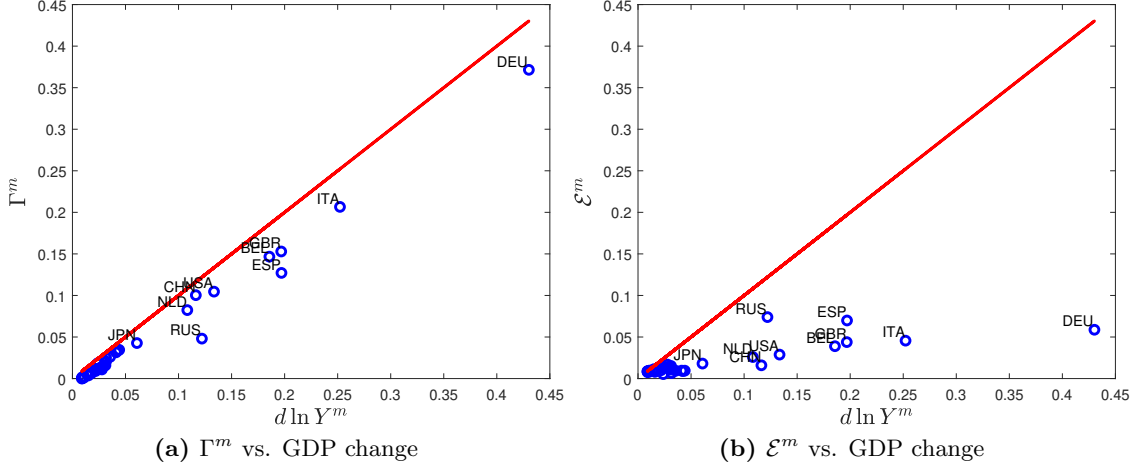 0.45
0.4
0.35
0.3
0.25
0.2
0.15
0.1
0.05
0
Γ^m
DEU
ITA
GBR
BEL
ESP
CHN
USA
NLD
RUS
JPN
0 0.05 0.1 0.15 0.2 0.25 0.3 0.35 0.4 0.45
d ln Y^m
(a) Γ^m vs. GDP change
0.45
0.4
0.35
0.3
0.25
0.2
0.15
0.1
0.05
0
ℰ^m
RUS
ESP
DEU
GBR
BEL
ITA
JPN
NLD
USA
CHN
0 0.05 0.1 0.15 0.2 0.25 0.3 0.35 0.4 0.45
d ln Y^m
(b) ℰ^m vs. GDP change